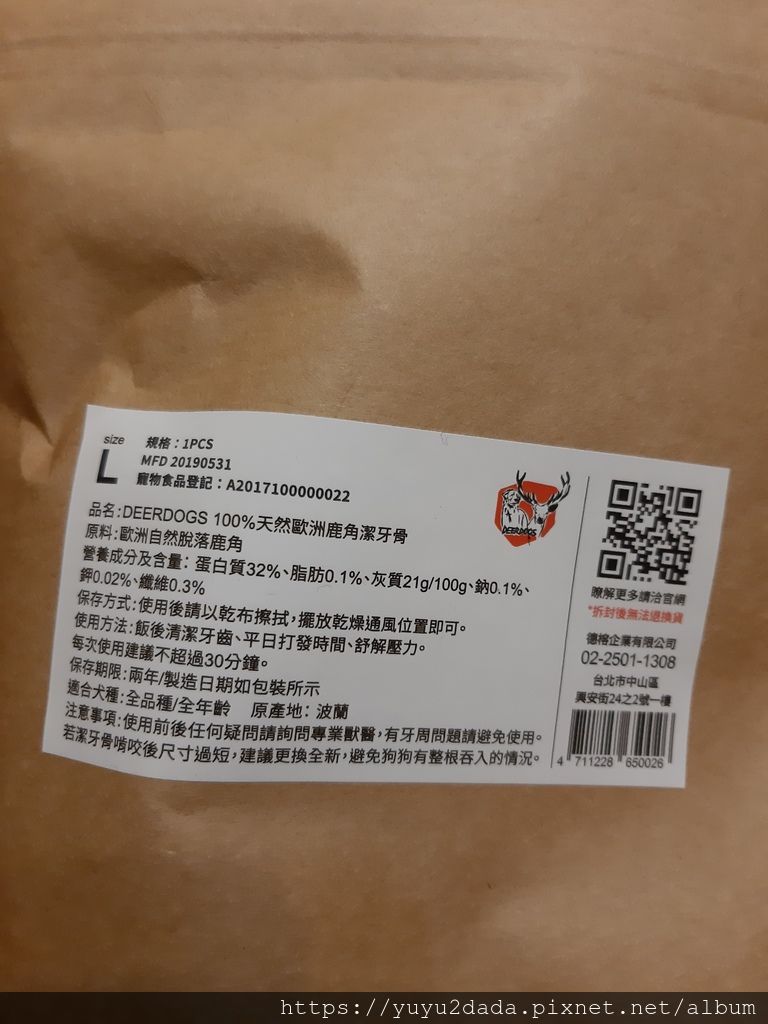 size
L
規格：1PCS
MFD 20190531
寵物食品登記：A2017100000022
品名：DEERDOGS 100%天然歐洲鹿角潔牙骨
原料：歐洲自然脫落鹿角
營養成分及含量： 蛋白質32%、脂肪0.1%、灰質21g/100g、鈉0.1%、
鉀0.02%、纖維0.3%
保存方式：使用後請以乾布擦拭，擺放乾燥通風位置即可。
使用方法：飯後清潔牙齒、平日打發時間、舒解壓力。
每次使用建議不超過30分鐘。
保存期限：兩年/製造日期如包裝所示
適合犬種：全品種/全年齡 原產地：波蘭
注意事項：使用前後任何疑問請詢問專業獸醫，有牙周問題請避免使用。
若潔牙骨啃咬後尺寸過短，建議更換全新，避免狗狗有整根吞入的情況。
DEERDOGS
瞭解更多請洽官網
*拆封後無法退換貨
德榕企業有限公司
02-2501-1308
台北市中山區
興安街24之2號一樓
4 711228 650026
https://yuyu2dada.pixnet.net/album